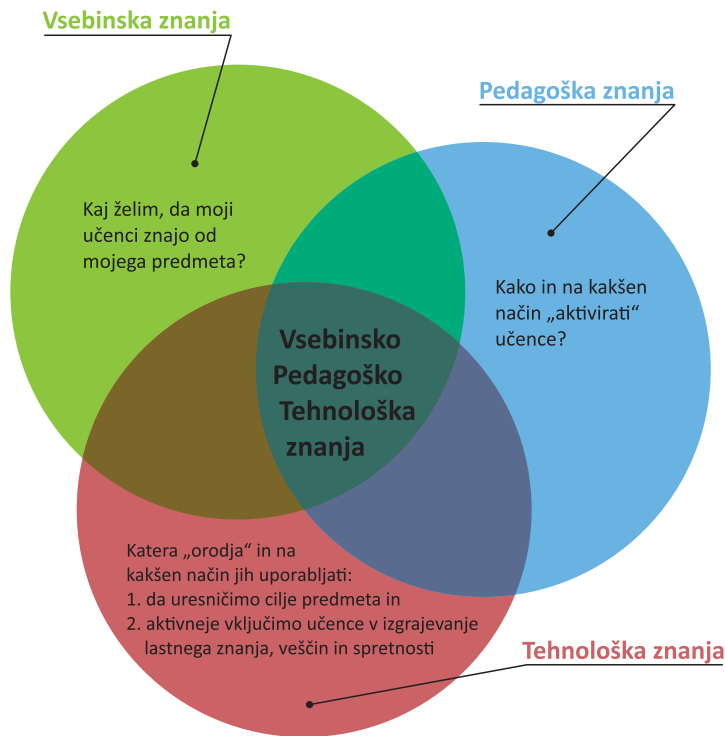 Vsebinska znanja
Pedagoška znanja
Kaj želim, da moji
učenci znajo od
mojega predmeta?
Kako in na kakšen
način „aktivirati“
učence?
Vsebinsko
Pedagoško
Tehnološka
znanja
Katera „orodja“ in na
kakšen način jih uporabljati:
1. da uresničimo cilje predmeta in
2. aktivneje vključimo učence v izgrajevanje
lastnega znanja, veščin in spretnosti
Tehnološka znanja